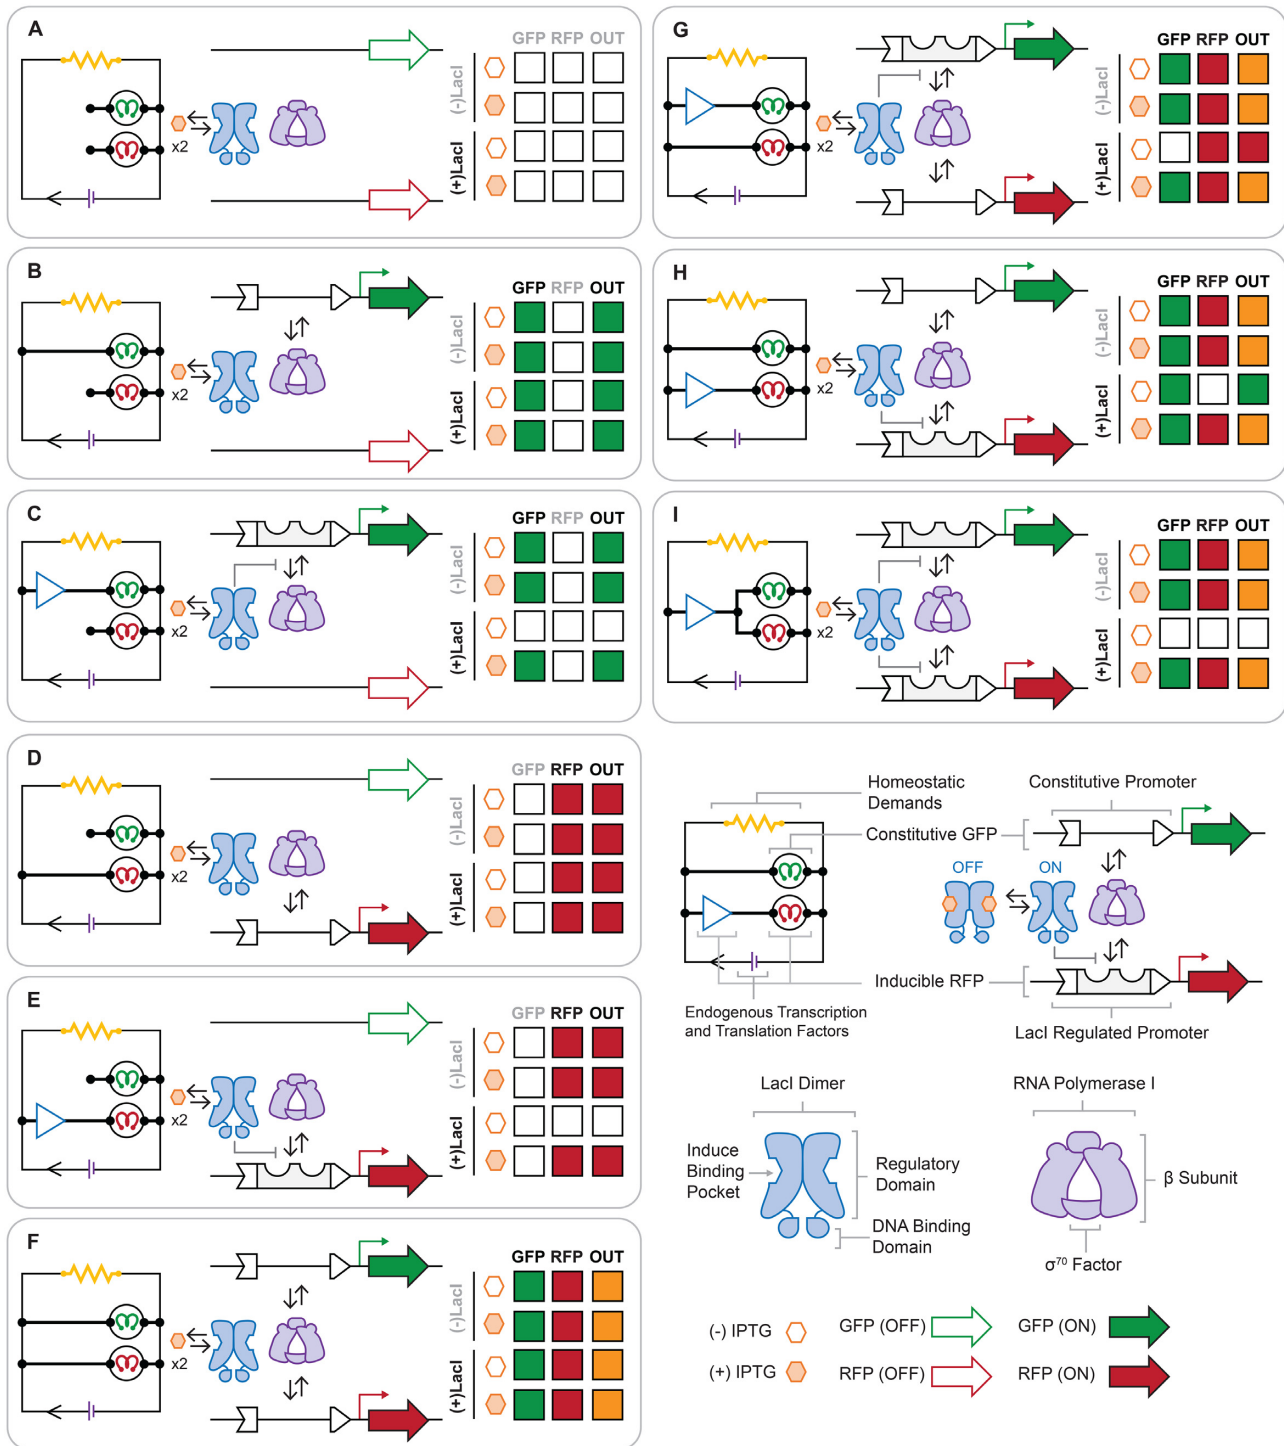 A
GFP RFP OUT
(-)LacI
(+)LacI
x2
B
GFP RFP OUT
(-)LacI
(+)LacI
x2
C
GFP RFP OUT
(-)LacI
(+)LacI
x2
D
GFP RFP OUT
(-)LacI
(+)LacI
x2
E
GFP RFP OUT
(-)LacI
(+)LacI
x2
F
GFP RFP OUT
(-)LacI
(+)LacI
x2
G
GFP RFP OUT
(-)LacI
(+)LacI
x2
H
GFP RFP OUT
(-)LacI
(+)LacI
x2
I
GFP RFP OUT
(-)LacI
(+)LacI
x2
Homeostatic
Demands
Constitutive Promoter
Constitutive GFP
OFF
ON
Inducible RFP
Endogenous Transcription
and Translation Factors
LacI Regulated Promoter
LacI Dimer
RNA Polymerase I
Induce
Binding
Pocket
Regulatory
Domain
β Subunit
DNA Binding
Domain
σ⁷⁰ Factor
(-) IPTG
GFP (OFF)
GFP (ON)
(+) IPTG
RFP (OFF)
RFP (ON)